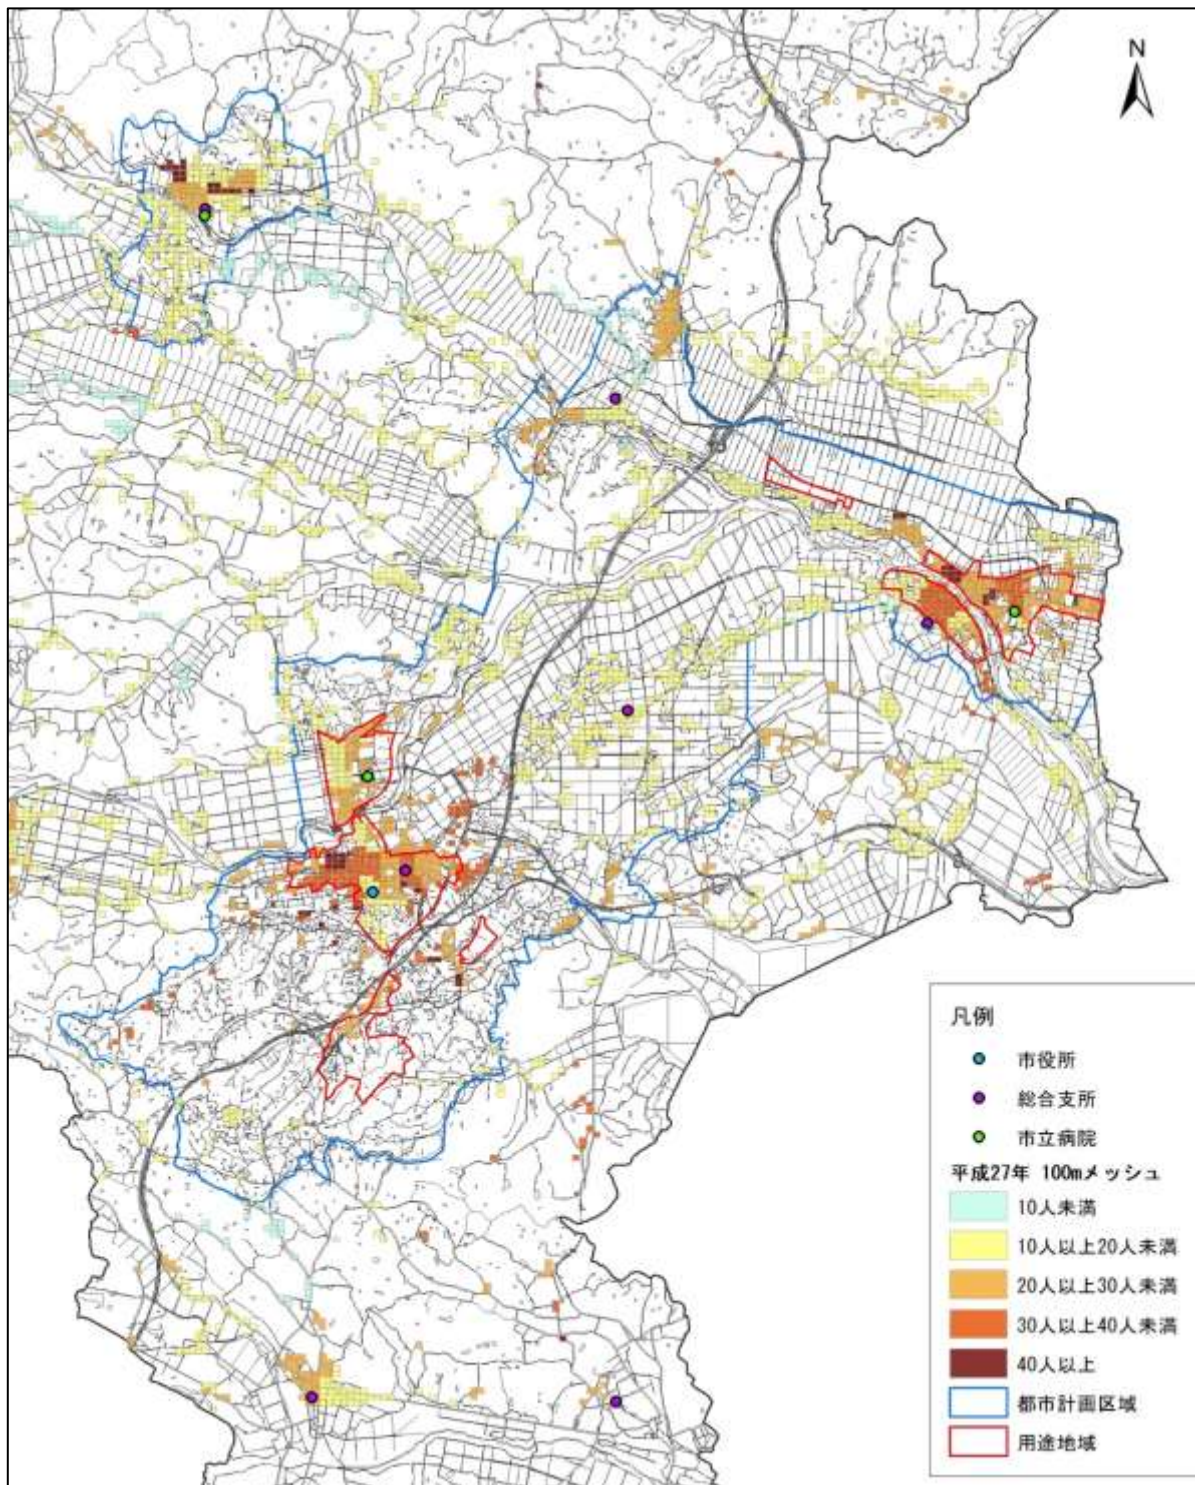 N
凡例
市役所
総合支所
市立病院
平成27年 100mメッシュ
10人未満
10人以上20人未満
20人以上30人未満
30人以上40人未満
40人以上
都市計画区域
用途地域